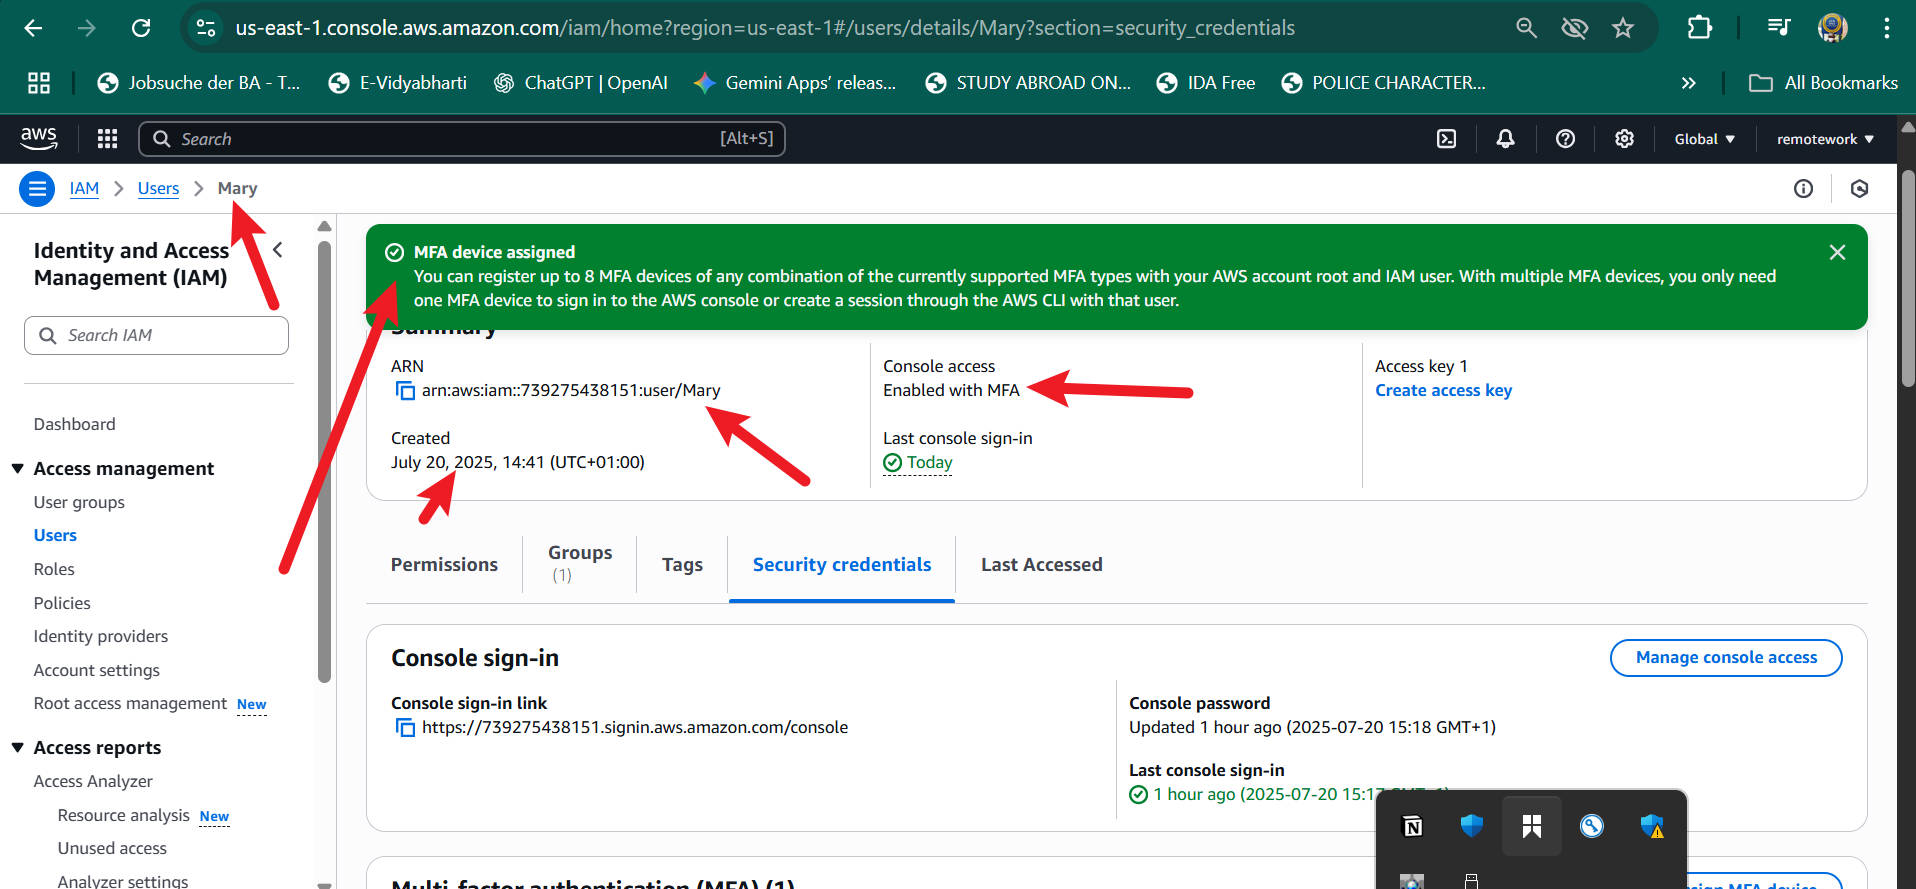 us-east-1.console.aws.amazon.com/iam/home?region=us-east-1#/users/details/Mary?section=security_credentials
Jobsuche der BA - T...
E-Vidyabharti
ChatGPT | OpenAI
Gemini Apps' releas...
STUDY ABROAD ON...
IDA Free
POLICE CHARACTER...
All Bookmarks
aws
Search
[Alt+S]
Global
remotework
IAM
Users
Mary
Identity and Access
Management (IAM)
Search IAM
Dashboard
Access management
User groups
Users
Roles
Policies
Identity providers
Account settings
Root access management New
Access reports
Access Analyzer
Resource analysis New
Unused access
Analyzer settings
MFA device assigned
You can register up to 8 MFA devices of any combination of the currently supported MFA types with your AWS account root and IAM user. With multiple MFA devices, you only need
one MFA device to sign in to the AWS console or create a session through the AWS CLI with that user.
Summary
ARN
arn:aws:iam::739275438151:user/Mary
Created
July 20, 2025, 14:41 (UTC+01:00)
Console access
Enabled with MFA
Last console sign-in
Today
Access key 1
Create access key
Permissions
Groups
(1)
Tags
Security credentials
Last Accessed
Console sign-in
Manage console access
Console sign-in link
https://739275438151.signin.aws.amazon.com/console
Console password
Updated 1 hour ago (2025-07-20 15:18 GMT+1)
Last console sign-in
1 hour ago (2025-07-20 15:17 GMT+1)
Multi-factor authentication (MFA) (1)
MFA device